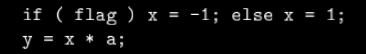 if ( flag ) x = -1; else x = 1;
y = x * a;